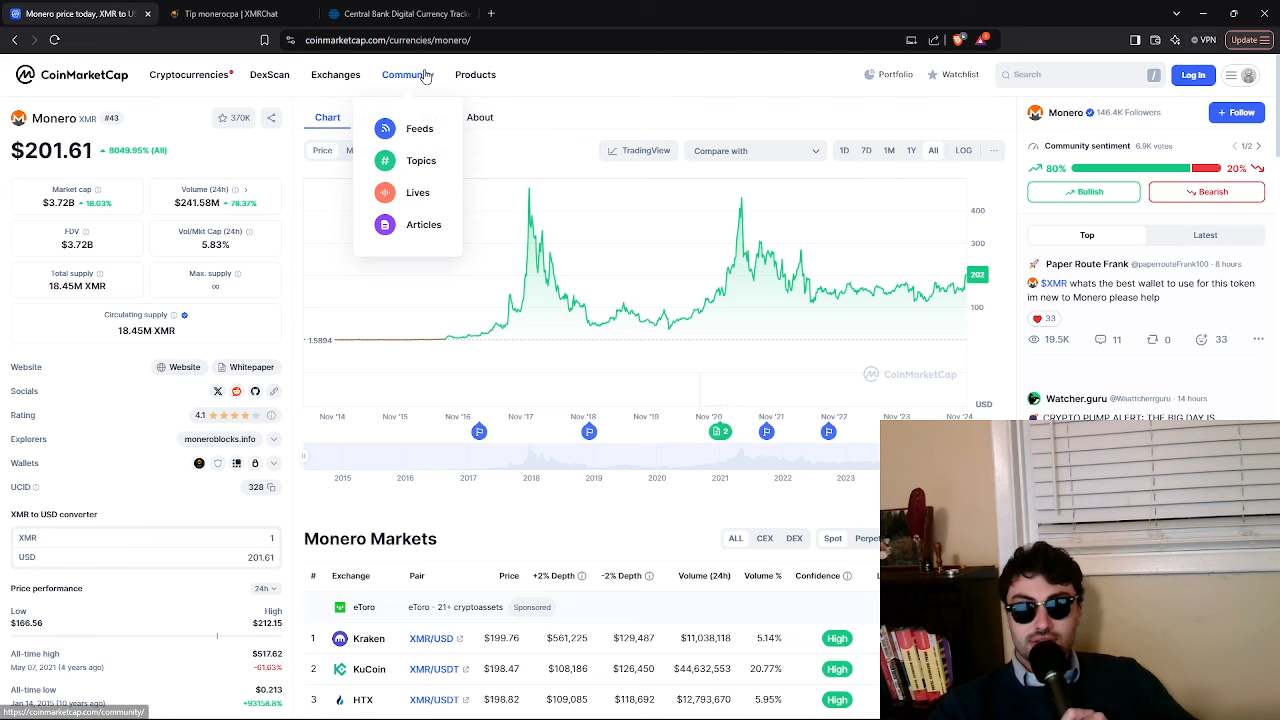 Monero price today, XMR to US
Tip monerocpa | XMRChat
Monero Bank Currency Tracke
coinmarketcap.com/currencies/monero/
VPN
Update
CoinMarketCap
Cryptocurrencies
DexScan
Exchanges
Community
Products
Portfolio
Watchlist
Search
/
Log In
Monero XMR #43
370K
$201.61
8049.95% (All)
Market cap
$3.72B 18.03%
Volume (24h)
$241.58M 78.37%
FDV
$3.72B
Vol/Mkt Cap (24h)
5.83%
Total supply
18.45M XMR
Max. supply
∞
Circulating supply
18.45M XMR
Website
Website
Whitepaper
Socials
Rating
4.1
Explorers
moneroblocks.info
Wallets
UCID
328
XMR to USD converter
XMR
1
USD
201.61
Price performance
24h
Low
High
$166.56
$212.15
All-time high
$517.62
May 07, 2021 (4 years ago)
-61.63%
All-time low
$0.213
Jan 14, 2015 (10 years ago)
+93158.8%
https://coinmarketcap.com/community/
Chart
About
Price
M
Feeds
Topics
Lives
Articles
TradingView
Compare with
1D
7D
1M
1Y
All
LOG
400
300
202
100
1.5894
CoinMarketCap
USD
Nov '14
Nov '15
Nov '16
Nov '17
Nov '18
Nov '19
Nov '20
Nov '21
Nov '22
Nov '23
Nov '24
2
2015
2016
2017
2018
2019
2020
2021
2022
2023
Monero Markets
ALL
CEX
DEX
Spot
Perpet
#
Exchange
Pair
Price
+2% Depth
-2% Depth
Volume (24h)
Volume %
Confidence
eToro
eToro - 21+ cryptoassets
Sponsored
1
Kraken
XMR/USD
$199.76
$561,225
$129,487
$11,038,118
5.14%
High
2
KuCoin
XMR/USDT
$198.47
$108,186
$126,450
$44,632,553
20.77%
High
3
HTX
XMR/USDT
$198.82
$109,085
$118,692
$12,793,670
5.95%
High
Monero
146.4K Followers
+ Follow
Community sentiment
6.9K votes
1/2
80%
20%
Bullish
Bearish
Top
Latest
Paper Route Frank @paperrouteFrank100 · 8 hours
$XMR whats the best wallet to use for this token
im new to Monero please help
33
19.5K
11
0
33
Watcher.guru @Waattcherrguru · 14 hours
CRYPTO PUMP ALERT: THE BIG DAY IS